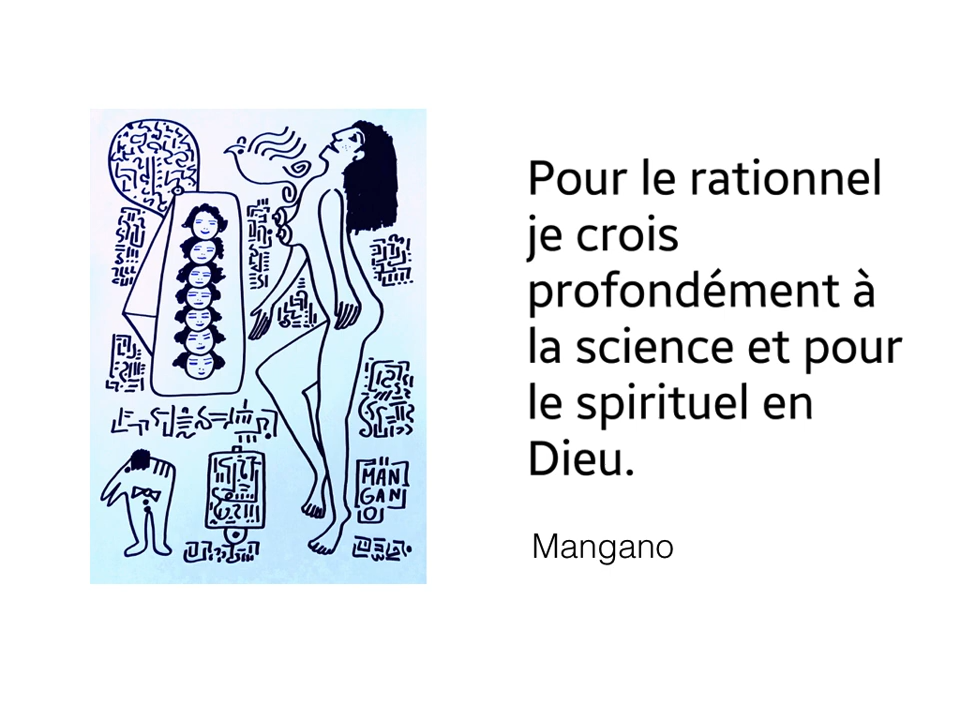 MAN
GAN
O
Pour le rationnel
je crois
profondément à
la science et pour
le spirituel en
Dieu.
Mangano